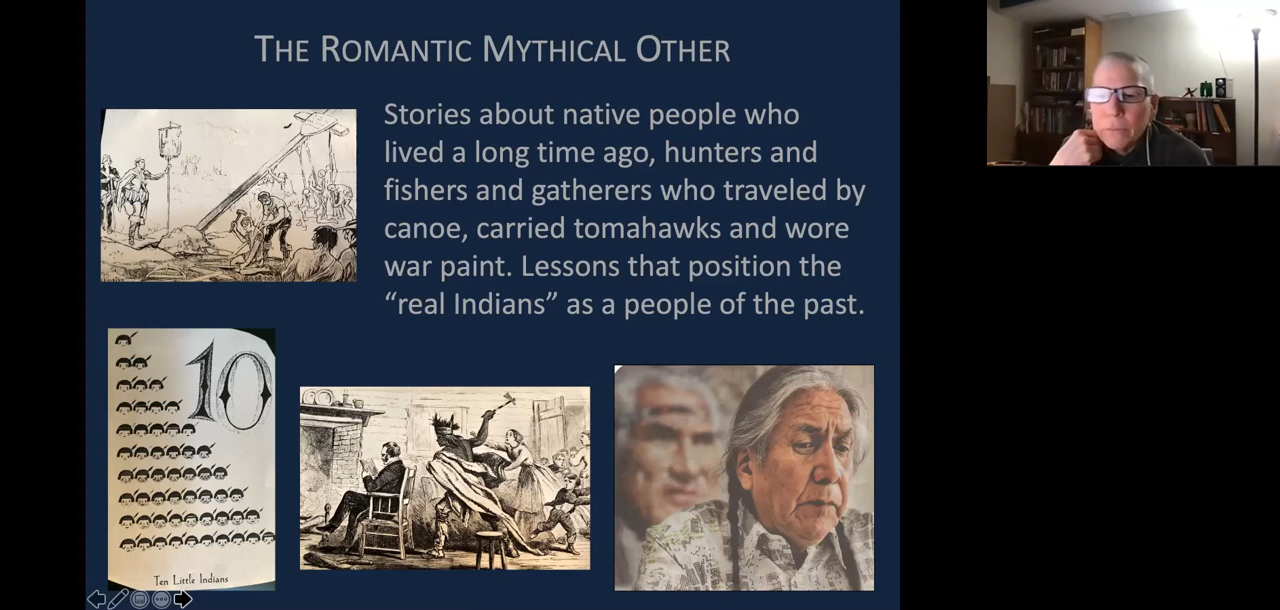 THE ROMANTIC MYTHICAL OTHER
Stories about native people who
lived a long time ago, hunters and
fishers and gatherers who traveled by
canoe, carried tomahawks and wore
war paint. Lessons that position the
“real Indians” as a people of the past.
10
Ten Little Indians